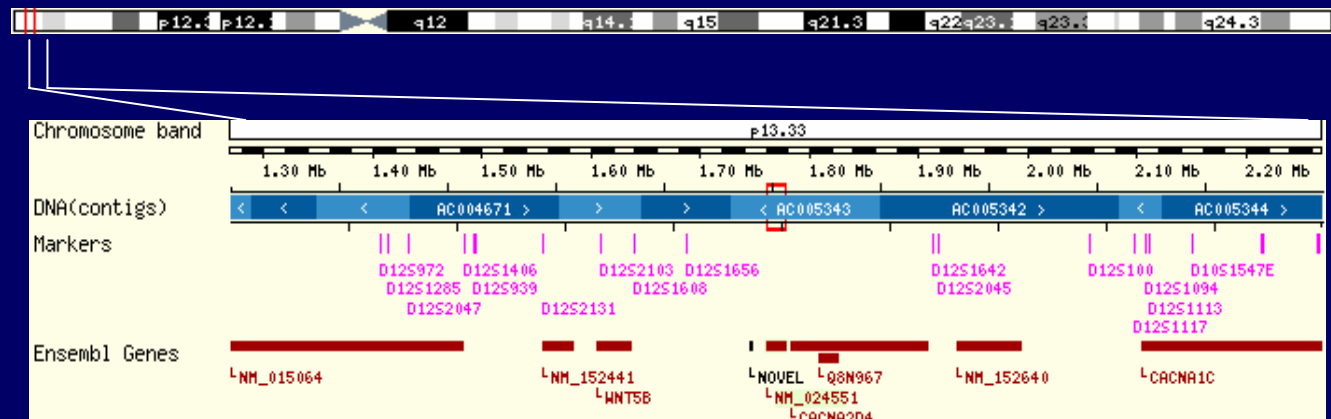 p12.3 p12. q12 q14. q15 q21.3 q22 q23. q23. q24.3
Chromosome band p13.33
1.30 Mb 1.40 Mb 1.50 Mb 1.60 Mb 1.70 Mb 1.80 Mb 1.90 Mb 2.00 Mb 2.10 Mb 2.20 Mb
DNA(contigs) < < < AC004671 > > > < AC005343 AC005342 > < AC005344 >
Markers
D12S972 D12S1406 D12S2103 D12S1656 D12S1642 D12S100 D10S1547E
D12S1285 D12S939 D12S1608 D12S2045 D12S1094
D12S2047 D12S2131 D12S1113
D12S1117
Ensembl Genes
NM_015064 NM_152441 NOVEL Q8N967 NM_152640 CACNA1C
WNT5B NM_024551
CACNA2D4